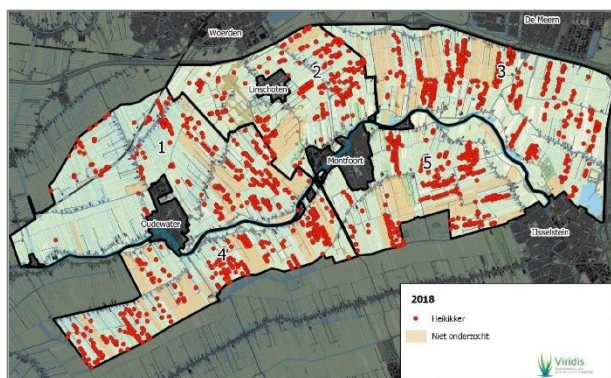 De Meern
Woerden
2
3
Linschoten
1
5
Montfoort
Oudewater
IJsselstein
4
2018
Heikikker
Niet onderzocht
Viridis